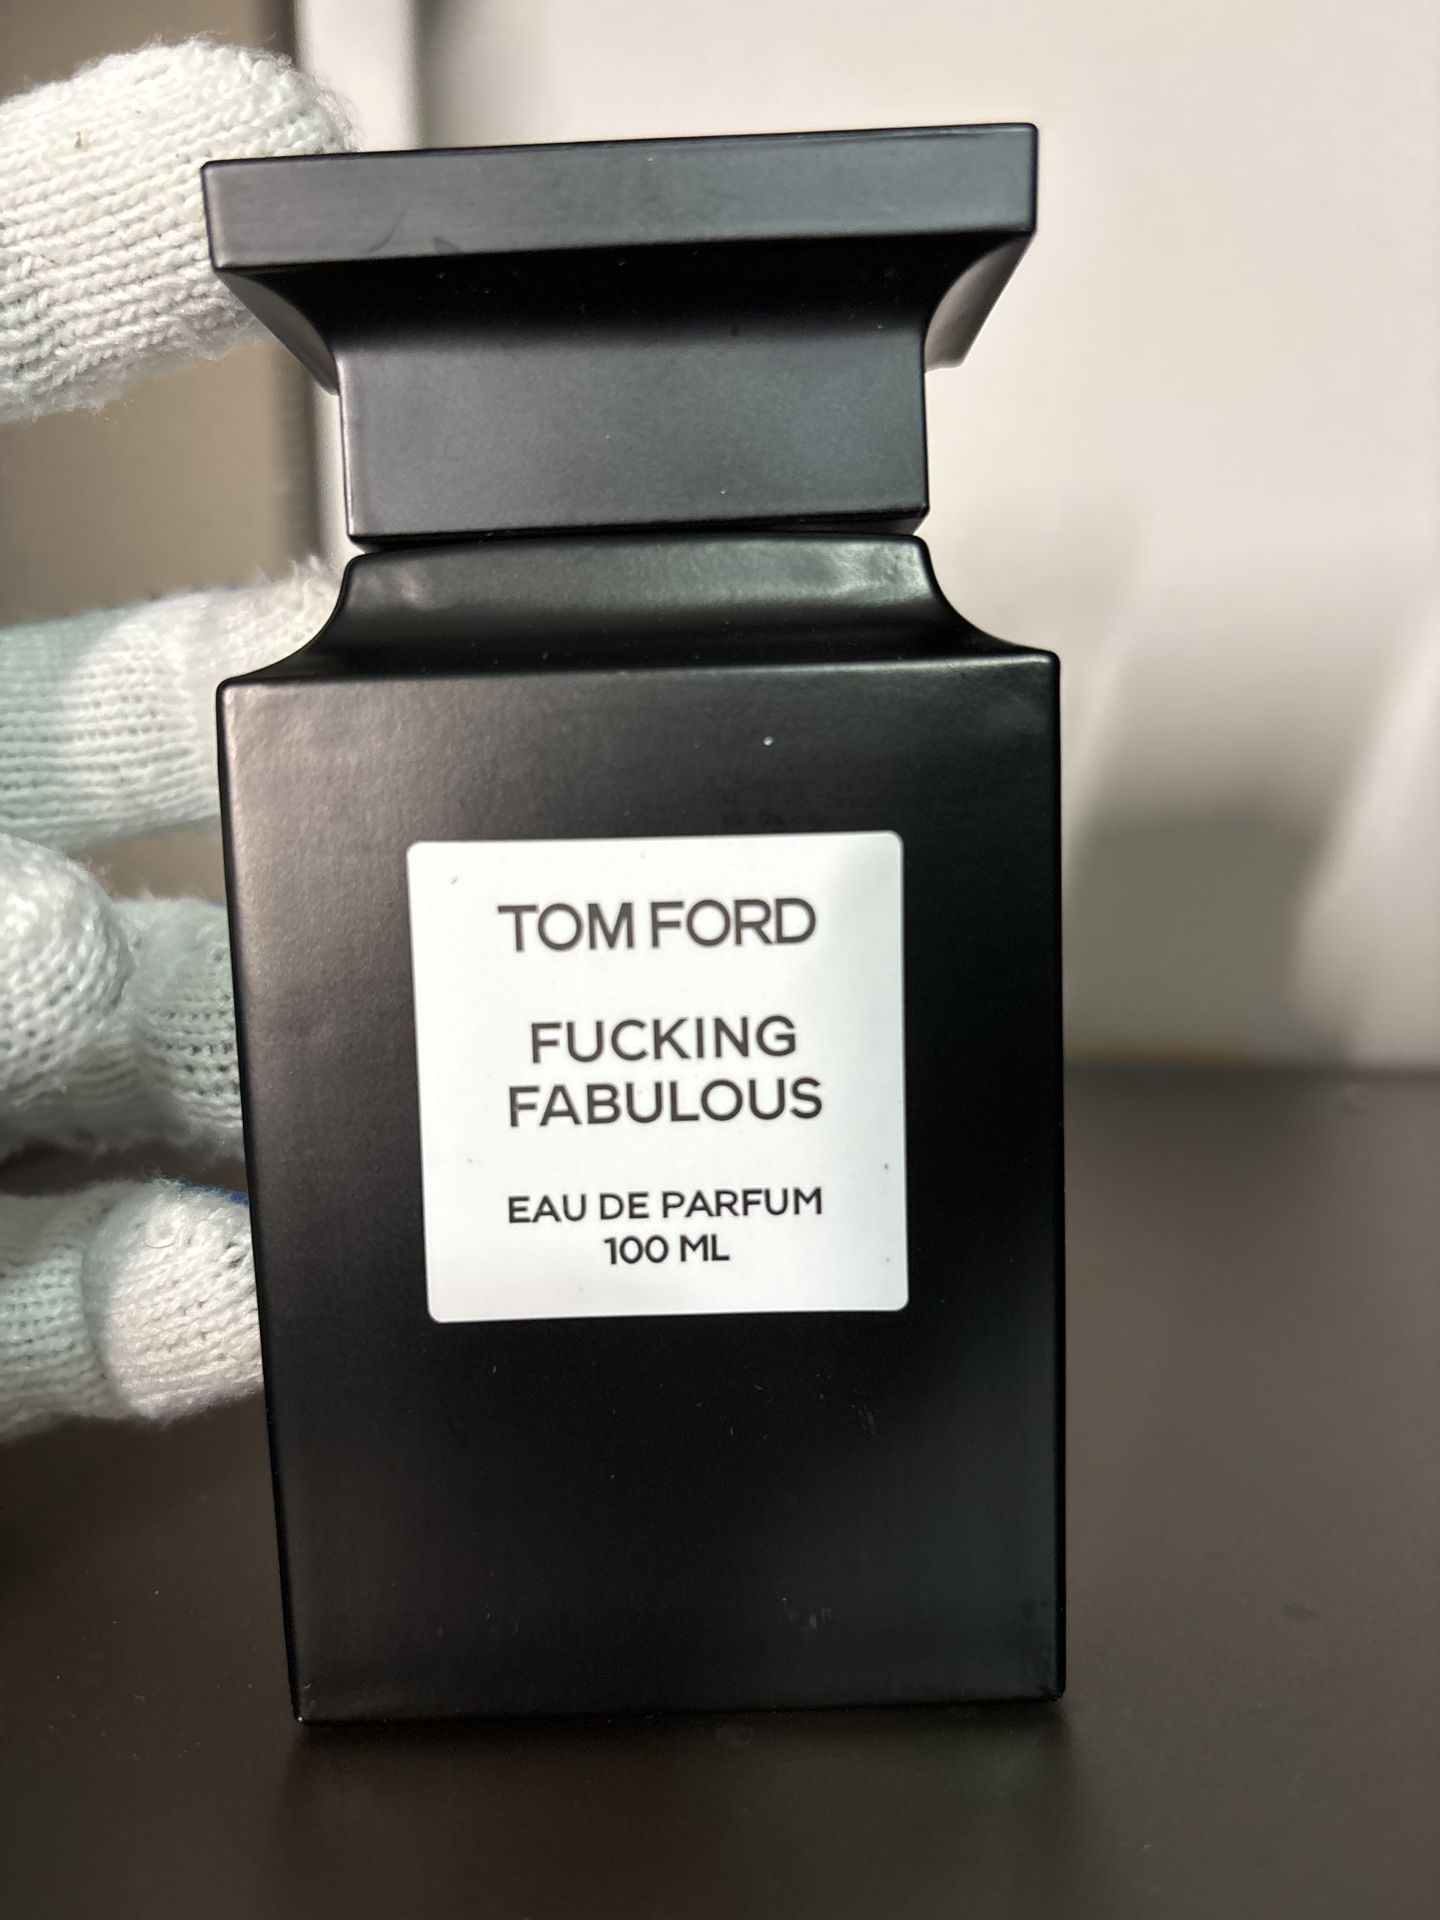 TOM FORD
FUCKING
FABULOUS
EAU DE PARFUM
100 ML